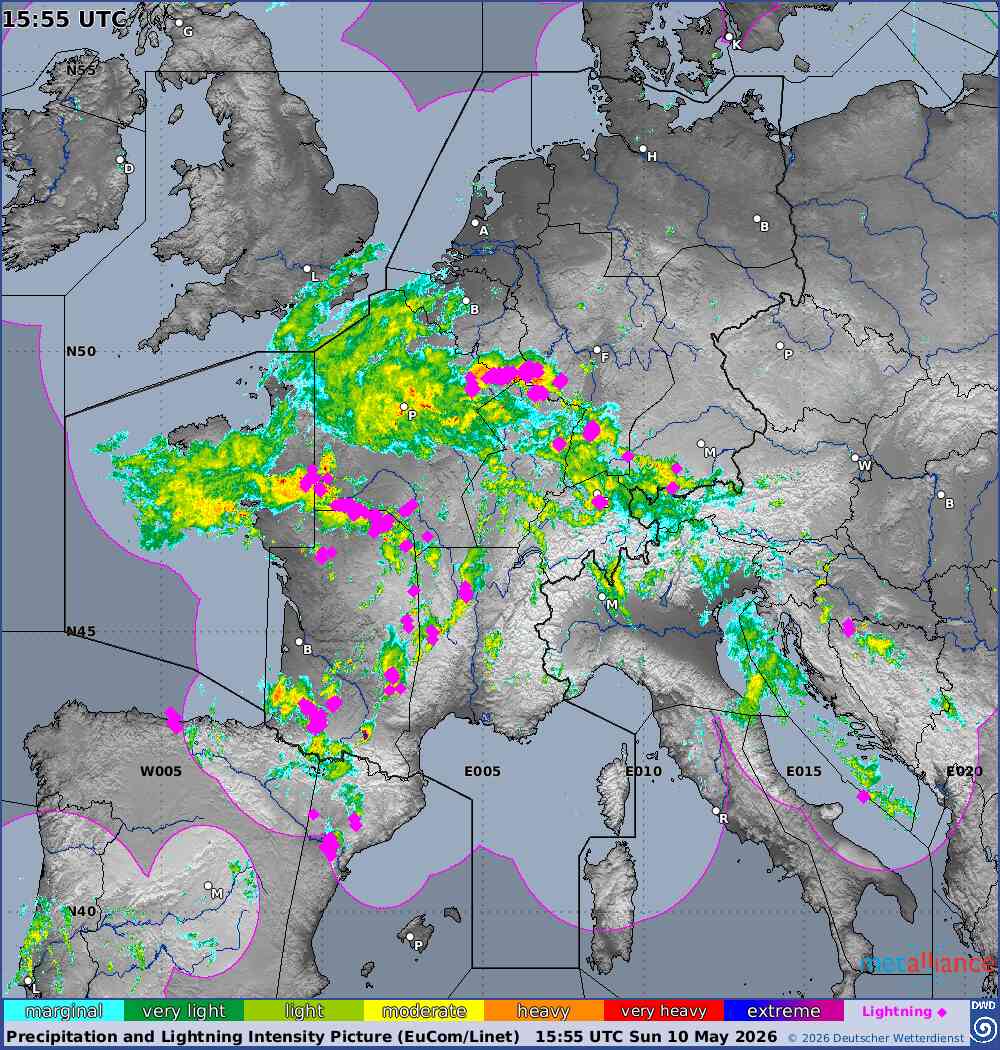 15:55 UTC
G
K
N55
H
D
A
B
L
B
N50
F
P
P
M
W
B
M
N45
B
W005
E005
E010
E015
E020
R
M
N40
P
L
metalliance
marginal very light light moderate heavy very heavy extreme Lightning
DWD
Precipitation and Lightning Intensity Picture (EuCom/Linet) 15:55 UTC Sun 10 May 2026 © 2026 Deutscher Wetterdienst